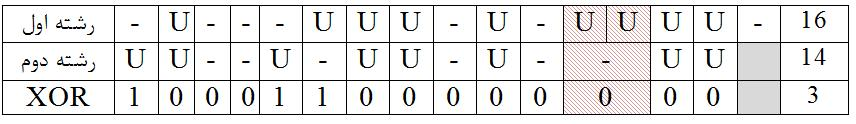 رشته اول - U - - - U U U - U - U U U U - 16
رشته دوم U U - - U - U U - U - - U U 14
XOR 1 0 0 0 1 1 0 0 0 0 0 0 0 0 3